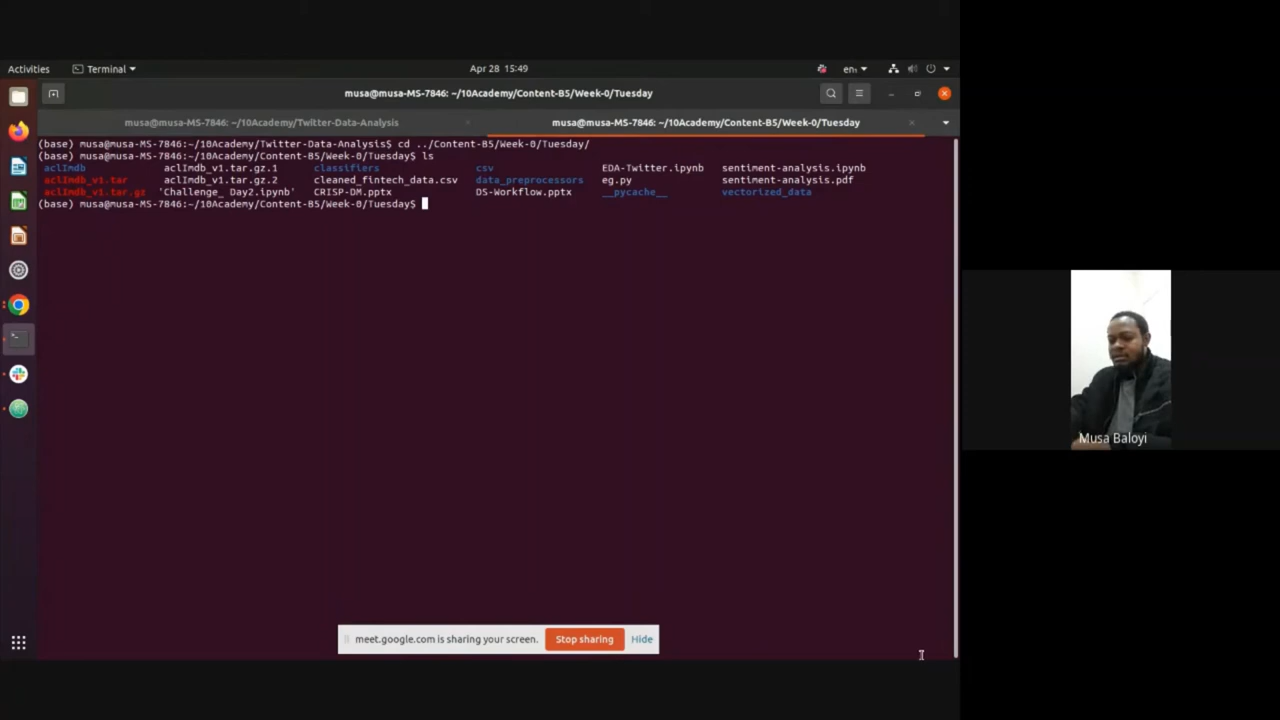 Activities Terminal Apr 28 15:49 en₁
musa@musa-MS-7846: ~/10Academy/Content-B5/Week-0/Tuesday
musa@musa-MS-7846: ~/10Academy/Twitter-Data-Analysis × musa@musa-MS-7846: ~/10Academy/Content-B5/Week-0/Tuesday ×
(base) musa@musa-MS-7846:~/10Academy/Twitter-Data-Analysis$ cd ../Content-B5/Week-0/Tuesday/
(base) musa@musa-MS-7846:~/10Academy/Content-B5/Week-0/Tuesday$ ls
aclImdb aclImdb_v1.tar.gz.1 classifiers csv EDA-Twitter.ipynb sentiment-analysis.ipynb
aclImdb_v1.tar aclImdb_v1.tar.gz.2 cleaned_fintech_data.csv data_preprocessors eg.py sentiment-analysis.pdf
aclImdb_v1.tar.gz 'Challenge_ Day2.ipynb' CRISP-DM.pptx DS-Workflow.pptx __pycache__ vectorized_data
(base) musa@musa-MS-7846:~/10Academy/Content-B5/Week-0/Tuesday$
Musa Baloyi
meet.google.com is sharing your screen. Stop sharing Hide